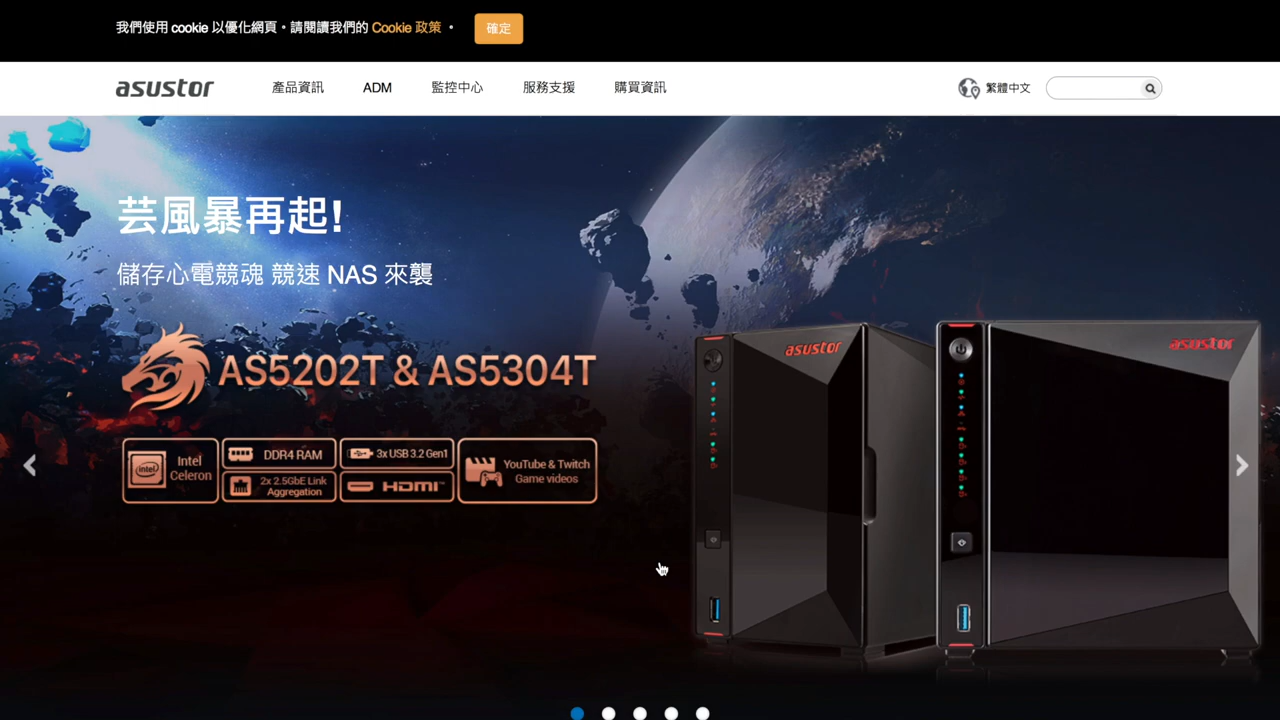 我們使用 cookie 以優化網頁。請閱讀我們的 Cookie 政策 。
確定
asustor
產品資訊
ADM
監控中心
服務支援
購買資訊
繁體中文
芸風暴再起!
儲存心電競魂 競速 NAS 來襲
AS5202T & AS5304T
intel
Intel Celeron
DDR4 RAM
3x USB 3.2 Gen1
YouTube & Twitch
Game videos
2x 2.5GbE Link
Aggregation
HDMI
asustor
asustor